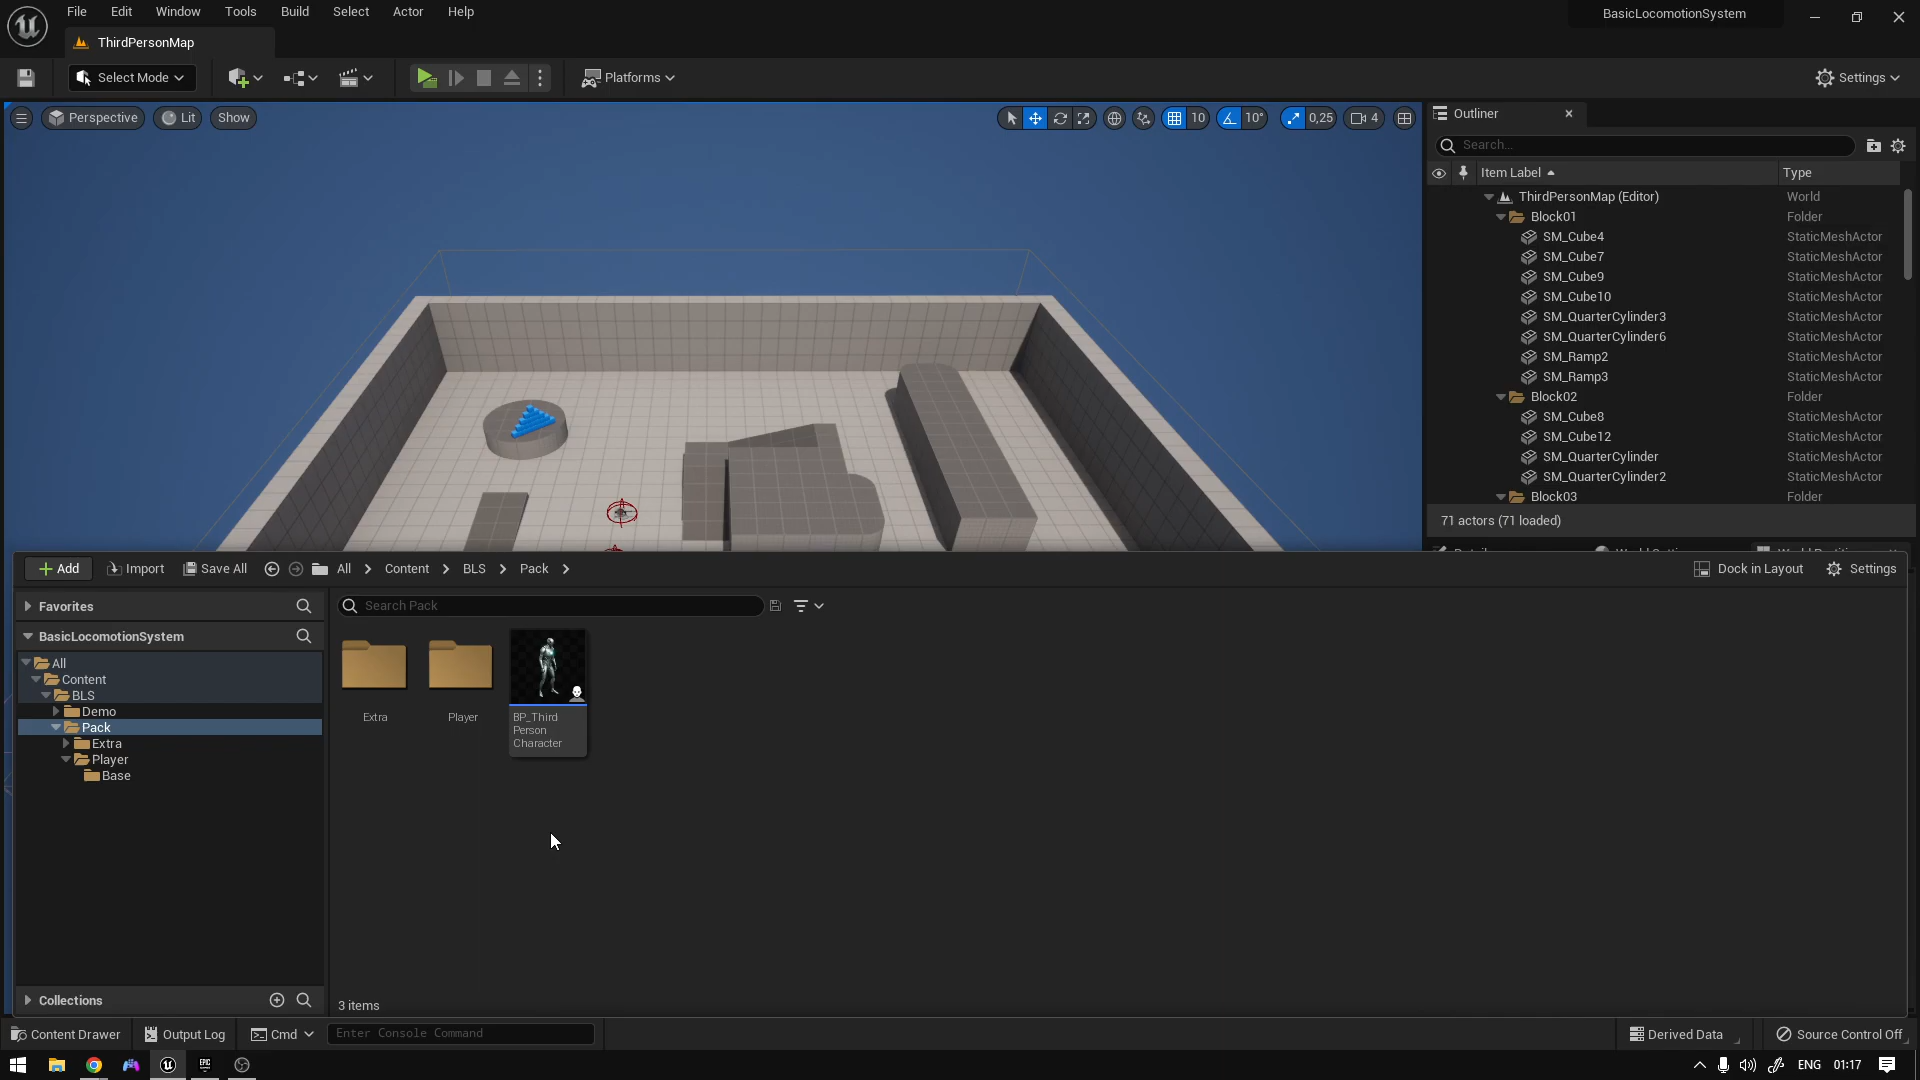 File Edit Window Tools Build Select Actor Help
BasicLocomotionSystem
ThirdPersonMap
Select Mode
Platforms
Settings
Perspective Lit Show
10 10° 0,25 4
Outliner
Search...
Item Label Type
ThirdPersonMap (Editor) World
Block01 Folder
SM_Cube4 StaticMeshActor
SM_Cube7 StaticMeshActor
SM_Cube9 StaticMeshActor
SM_Cube10 StaticMeshActor
SM_QuarterCylinder3 StaticMeshActor
SM_QuarterCylinder6 StaticMeshActor
SM_Ramp2 StaticMeshActor
SM_Ramp3 StaticMeshActor
Block02 Folder
SM_Cube8 StaticMeshActor
SM_Cube12 StaticMeshActor
SM_QuarterCylinder StaticMeshActor
SM_QuarterCylinder2 StaticMeshActor
Block03 Folder
71 actors (71 loaded)
Add Import Save All All Content BLS Pack
Dock in Layout Settings
Favorites
Search Pack
BasicLocomotionSystem
All
Content
BLS
Demo
Pack
Extra
Player
Base
Extra
Player
BP_Third
Person
Character
Collections
3 items
Content Drawer Output Log Cmd Enter Console Command
Derived Data Source Control Off
EPIC
ENG 01:17